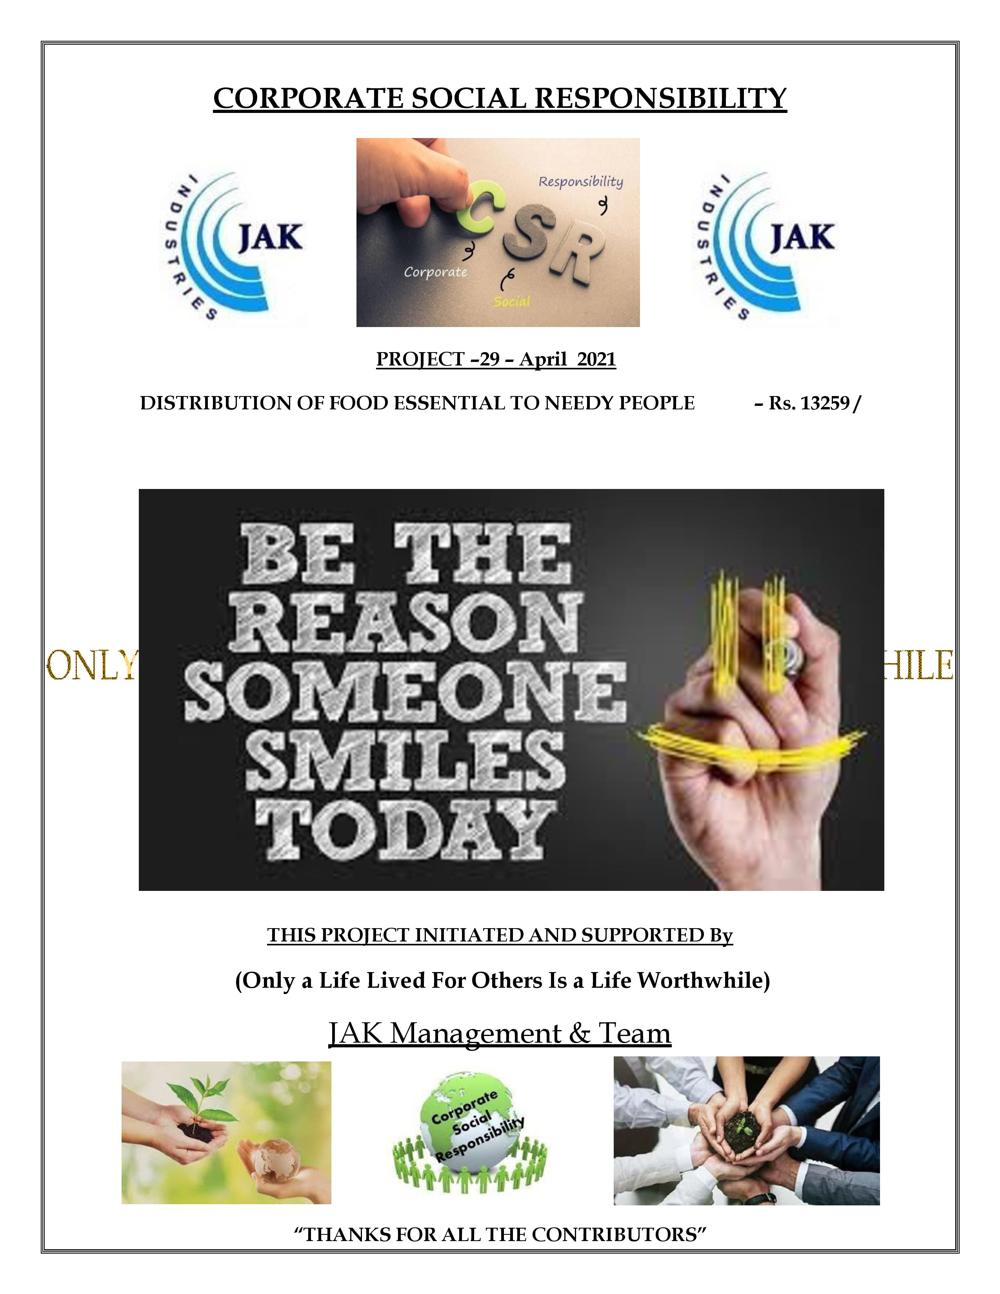 CORPORATE SOCIAL RESPONSIBILITY
INDUSTRIES
JAK
C S R
Responsibility
Corporate
Social
INDUSTRIES
JAK
PROJECT –29 – April 2021
DISTRIBUTION OF FOOD ESSENTIAL TO NEEDY PEOPLE – Rs. 13259 /
ONLY
HILE
BE THE
REASON
SOMEONE
SMILES
TODAY
THIS PROJECT INITIATED AND SUPPORTED By
(Only a Life Lived For Others Is a Life Worthwhile)
JAK Management & Team
Corporate
Social
Responsibility
“THANKS FOR ALL THE CONTRIBUTORS”